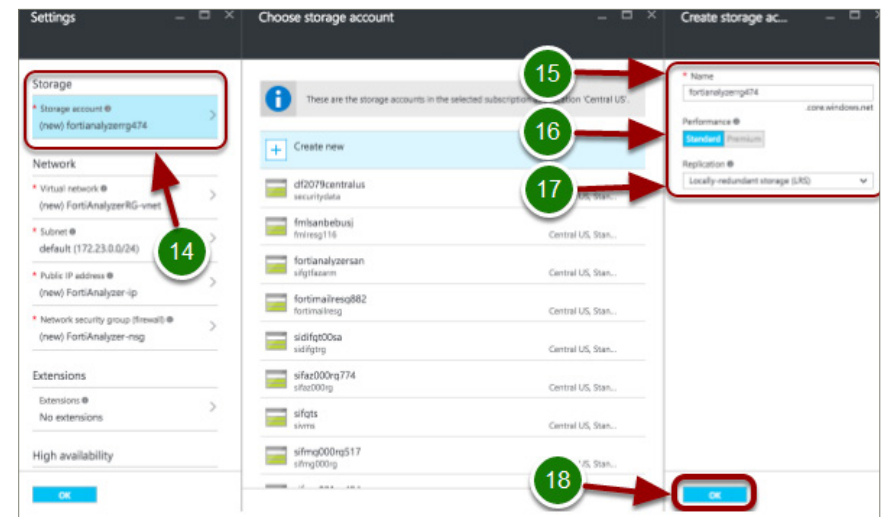 Settings
Storage
* Storage account
(new) fortianalyzerrg474
Network
* Virtual network
(new) FortiAnalyzerRG-vnet
* Subnet
default (172.23.0.0/24)
* Public IP address
(new) FortiAnalyzer-ip
* Network security group (firewall)
(new) FortiAnalyzer-nsg
Extensions
Extensions
No extensions
High availability
OK
14
Choose storage account
These are the storage accounts in the selected subscription 'Central US'.
Create new
df2079centralus
securitydata
US, Stan...
fmlsanbebusj
fmlresg116
Central US, Stan...
fortianalyzersan
sifgtfazarm
Central US, Stan...
fortimailresg882
fortimailresg
Central US, Stan...
sidifqt00sa
sidifgtrg
Central US, Stan...
sifaz000rg774
sifaz000rg
Central US, Stan...
sifqts
sivms
Central US, Stan...
sifmg000rg517
sifmg000rg
US, Stan...
15
16
17
18
Create storage ac...
* Name
fortianalyzerrg474
.core.windows.net
Performance
Standard Premium
Replication
Locally-redundant storage (LRS)
OK